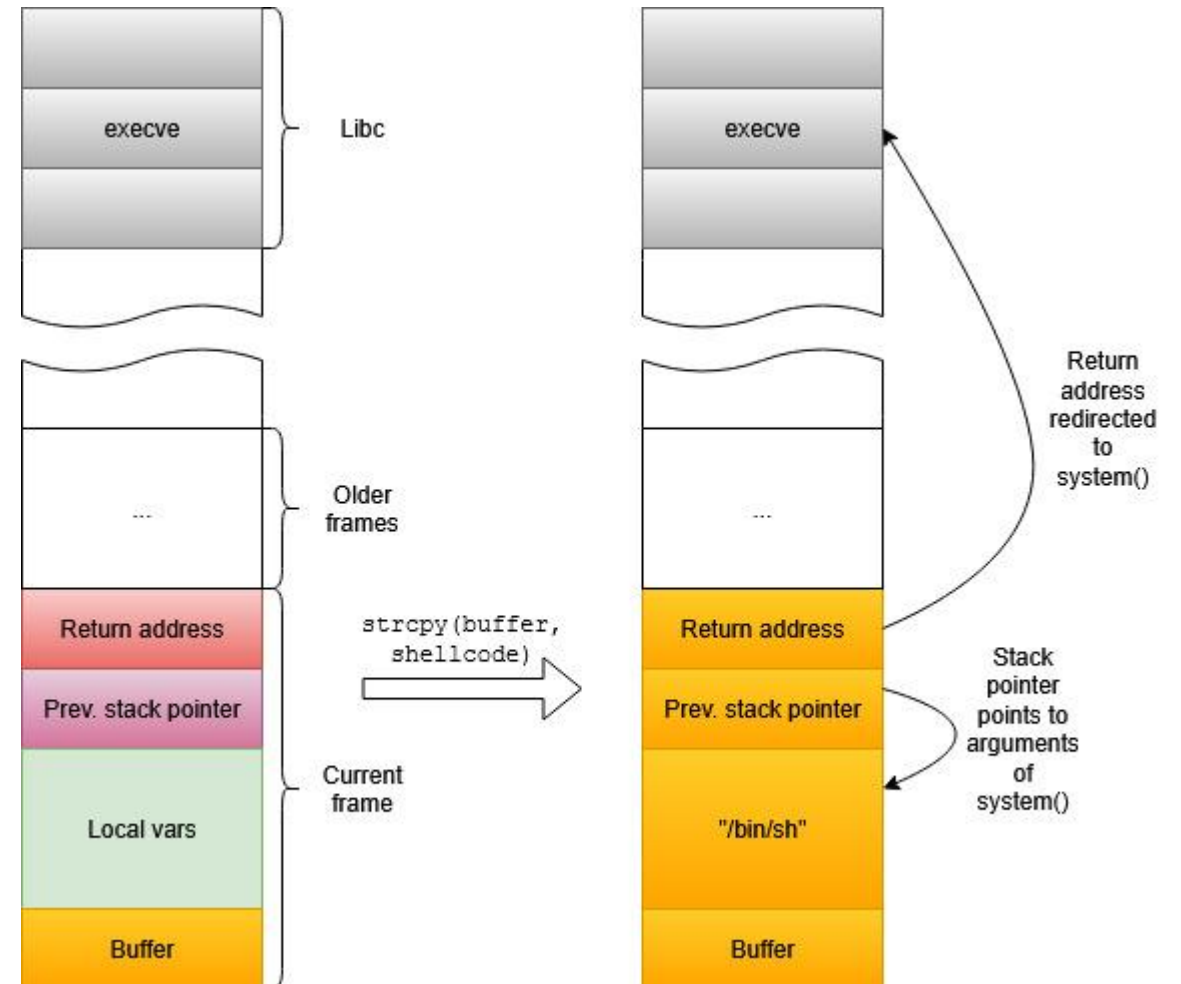 execve
Libc
...
Older
frames
Return address
Prev. stack pointer
Local vars
Buffer
Current
frame
strcpy(buffer,
shellcode)
execve
...
Return address
Prev. stack pointer
"/bin/sh"
Buffer
Return
address
redirected
to
system()
Stack
pointer
points to
arguments
of
system()